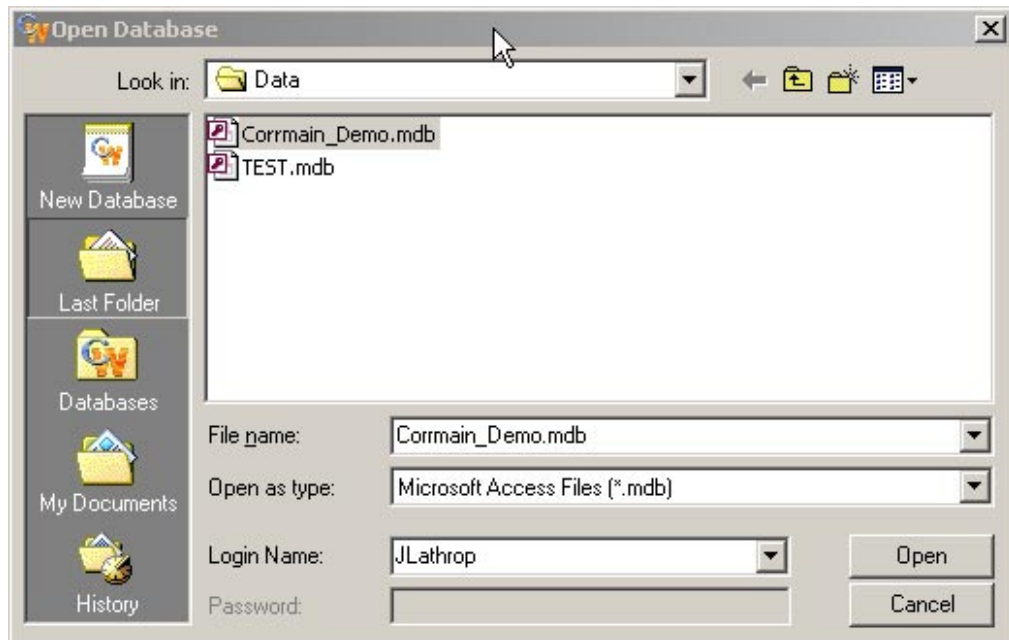 Open Database
Look in: Data
Corrmain_Demo.mdb
TEST.mdb
New Database
Last Folder
Databases
My Documents
History
File name: Corrmain_Demo.mdb
Open as type: Microsoft Access Files (*.mdb)
Login Name: JLathrop Open
Password: Cancel